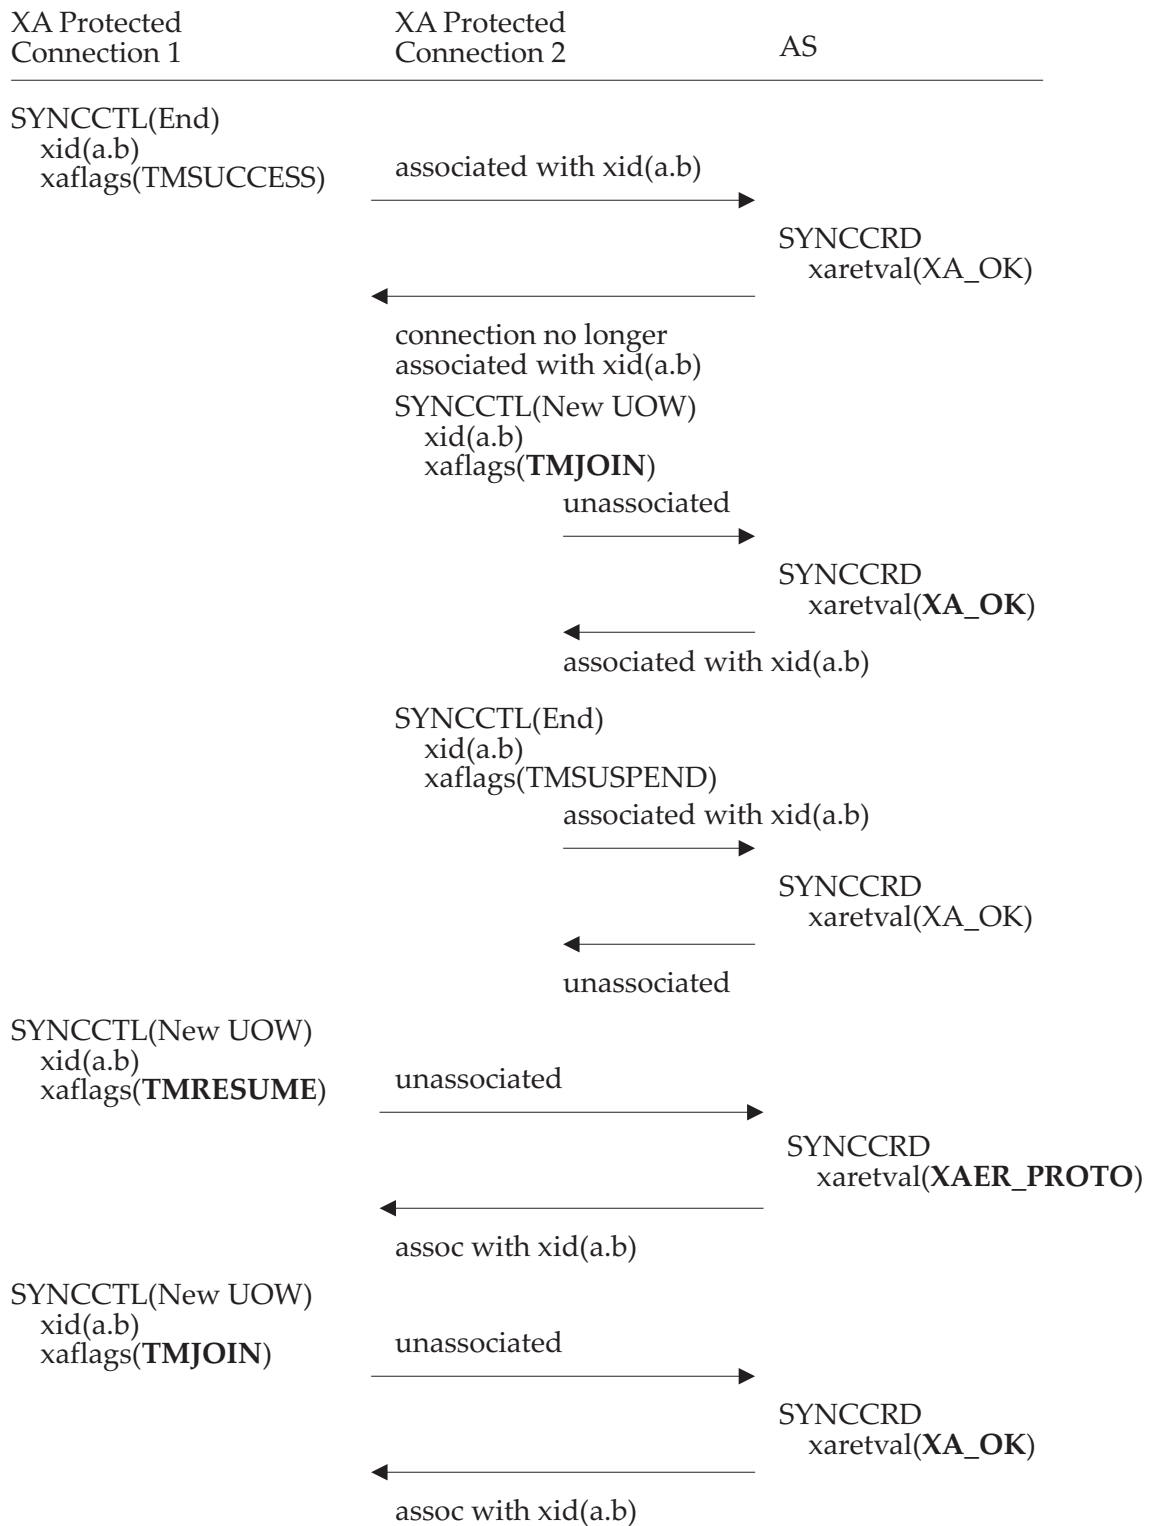 XA Protected
Connection 1
XA Protected
Connection 2
AS
SYNCCTL(End)
xid(a.b)
xaflags(TMSUCCESS)
associated with xid(a.b)
SYNCCRD
xaretval(XA_OK)
connection no longer
associated with xid(a.b)
SYNCCTL(New UOW)
xid(a.b)
xaflags(TMJOIN)
unassociated
SYNCCRD
xaretval(XA_OK)
associated with xid(a.b)
SYNCCTL(End)
xid(a.b)
xaflags(TMSUSPEND)
associated with xid(a.b)
SYNCCRD
xaretval(XA_OK)
unassociated
SYNCCTL(New UOW)
xid(a.b)
xaflags(TMRESUME)
unassociated
SYNCCRD
xaretval(XAER_PROTO)
assoc with xid(a.b)
SYNCCTL(New UOW)
xid(a.b)
xaflags(TMJOIN)
unassociated
SYNCCRD
xaretval(XA_OK)
assoc with xid(a.b)